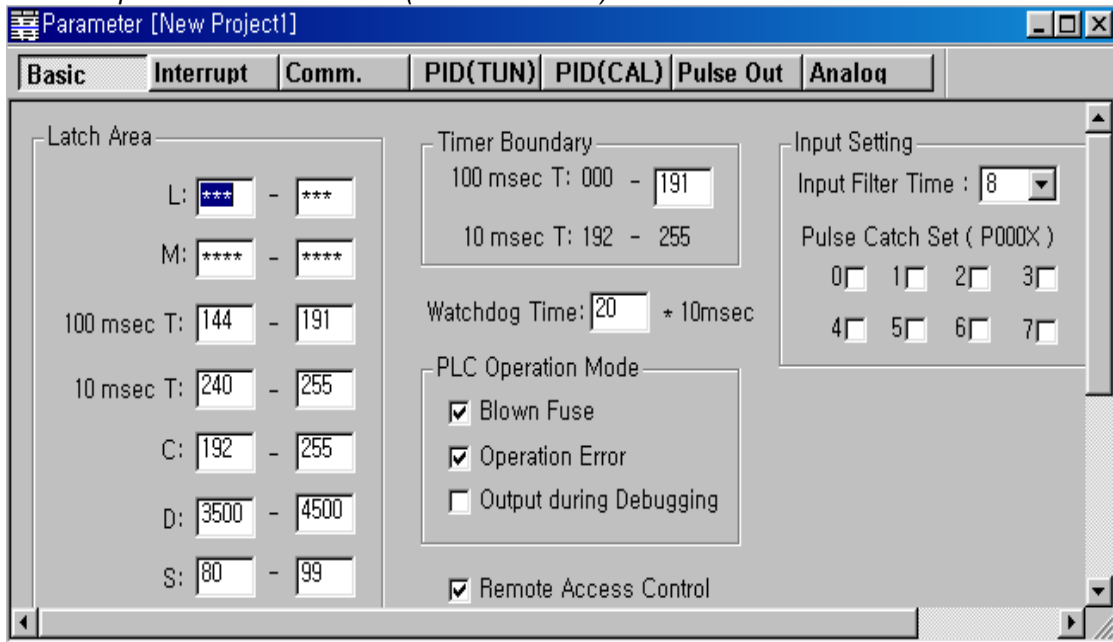 Parameter [New Project1]
Basic Interrupt Comm. PID(TUN) PID(CAL) Pulse Out Analog
Latch Area
L: *** - ***
M: **** - ****
100 msec T: 144 - 191
10 msec T: 240 - 255
C: 192 - 255
D: 3500 - 4500
S: 80 - 99
Timer Boundary
100 msec T: 000 - 191
10 msec T: 192 - 255
Watchdog Time: 20 * 10msec
PLC Operation Mode
Blown Fuse
Operation Error
Output during Debugging
Remote Access Control
Input Setting
Input Filter Time : 8
Pulse Catch Set ( P000X )
0 1 2 3
4 5 6 7